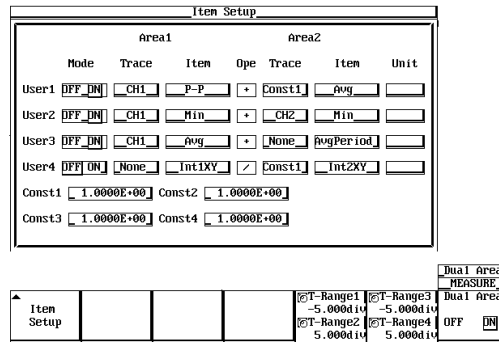 Item Setup
Area1 Area2
Mode Trace Item Ope Trace Item Unit
User1 OFF ON CH1 P-P + Const1 Avg
User2 OFF ON CH1 Min + CH2 Min
User3 OFF ON CH1 Avg + None AvgPeriod
User4 OFF ON None Int1XY / Const1 Int2XY
Const1 1.0000E+00 Const2 1.0000E+00
Const3 1.0000E+00 Const4 1.0000E+00
Dual Area
MEASURE
Item Setup
T-Range1 -5.000div
T-Range2 5.000div
T-Range3 -5.000div
T-Range4 5.000div
Dual Area
OFF ON